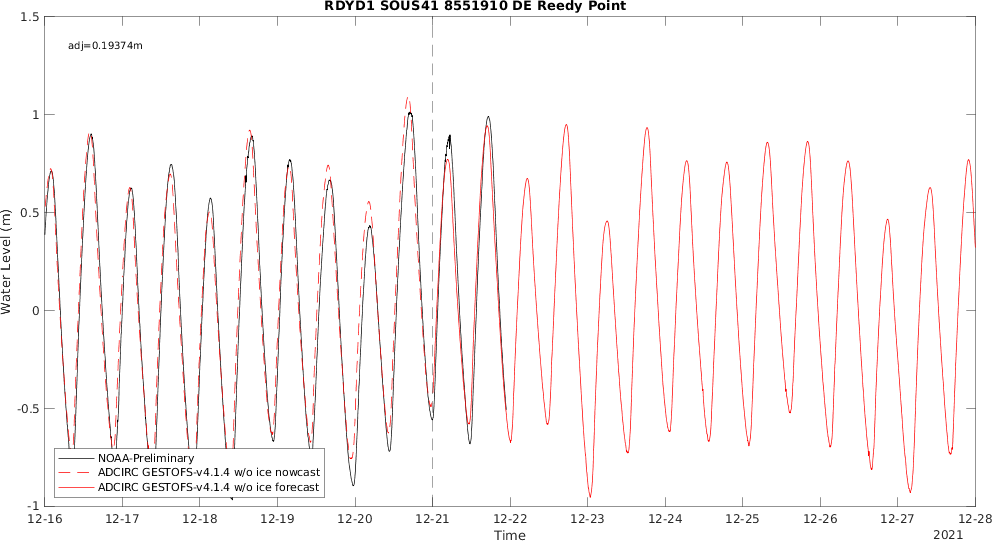 RDYD1 SOUS41 8551910 DE Reedy Point
adj=0.19374m
Water Level (m)
1.5
1
0.5
0
-0.5
-1
NOAA-Preliminary
ADCIRC GESTOFS-v4.1.4 w/o ice nowcast
ADCIRC GESTOFS-v4.1.4 w/o ice forecast
12-16 12-17 12-18 12-19 12-20 12-21 12-22 12-23 12-24 12-25 12-26 12-27 12-28
Time
2021